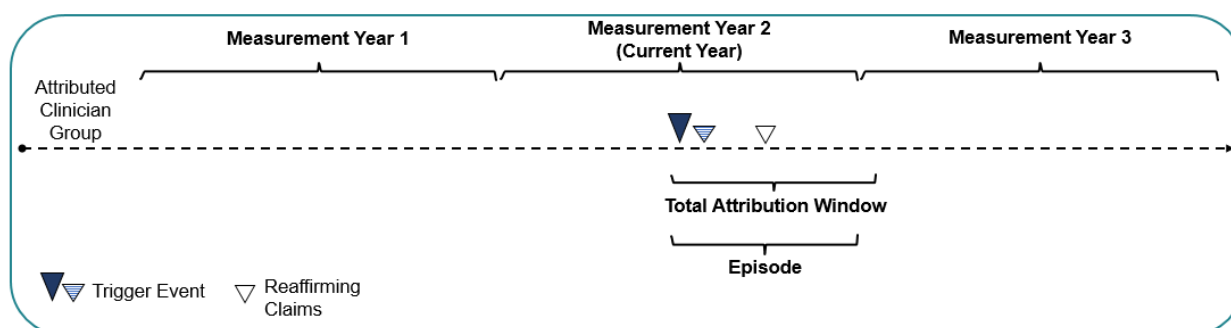 Measurement Year 1
Measurement Year 2
(Current Year)
Measurement Year 3
Attributed
Clinician
Group
Total Attribution Window
Episode
Trigger Event
Reaffirming
Claims